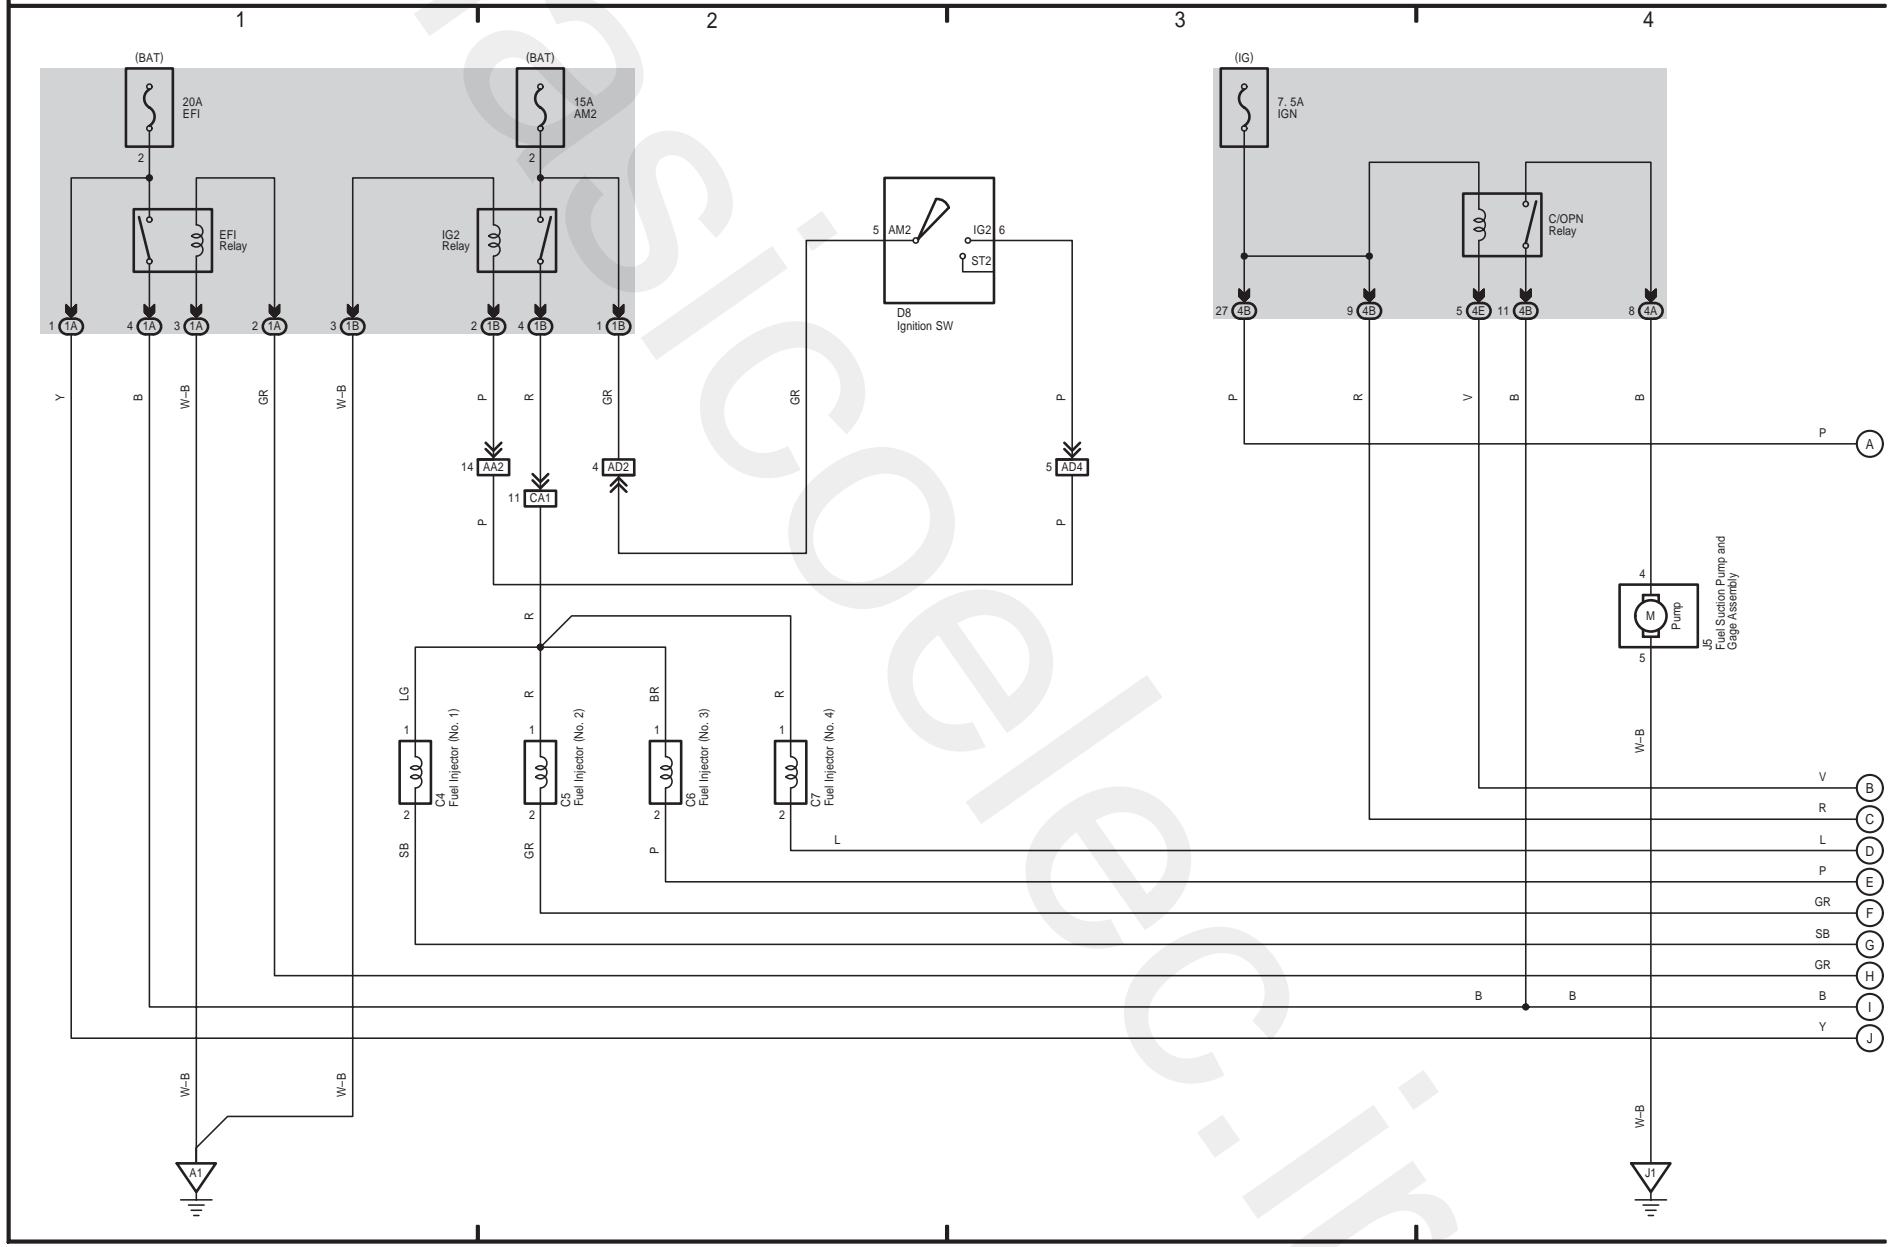 1 2 3 4
(BAT) (BAT) (IG)
20A
EFI
15A
AM2
7. 5A
IGN
2 2
EFI
Relay
IG2
Relay
5 AM2 IG2 6
ST2
D8
Ignition SW
C/OPN
Relay
1 1A 4 1A 3 1A 2 1A 3 1B 2 1B 4 1B 1 1B
27 4B 9 4B 5 4E 11 4B 8 4A
Y B W–B GR W–B P R GR GR P P R V B B
P A
14 AA2 4 AD2 5 AD4
11 CA1
P P
R
4
M
Pump
5
J5
Fuel Suction Pump and
Gage Assembly
LG R BR R
1 1 1 1
C4
Fuel Injector (No. 1)
C5
Fuel Injector (No. 2)
C6
Fuel Injector (No. 3)
C7
Fuel Injector (No. 4)
2 2 2 2
W–B
SB GR P L
V B
R C
L D
P E
GR F
SB G
GR H
B B B I
Y J
W–B W–B W–B
A1 J1
asicoelec.ir